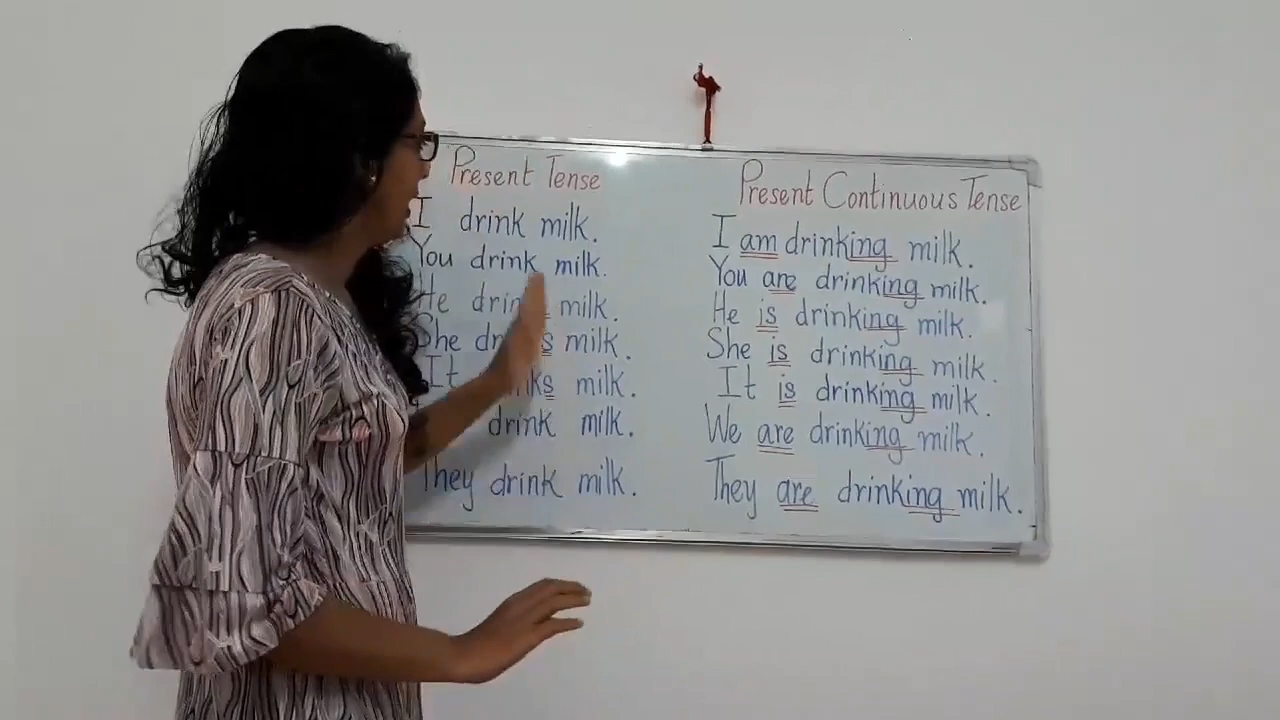 Present Tense
I drink milk.
You drink milk.
He milk.
She milk.
It milk.
drink milk.
They drink milk.
Present Continuous Tense
I am drinking milk.
You are drinking milk.
He is drinking milk.
She is drinking milk.
It is drinking milk.
We are drinking milk.
They are drinking milk.